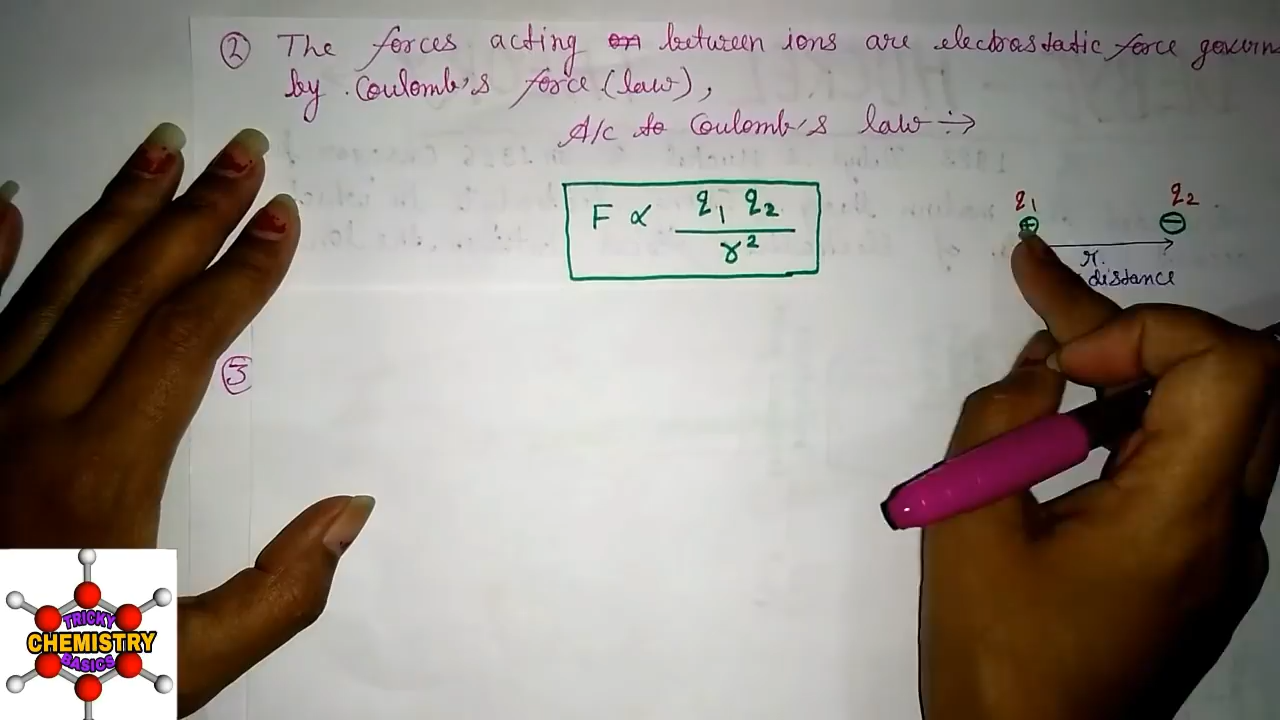 ② The forces acting between ions are electrostatic force govern
by Coulomb's force (law),
A/c to Coulomb's law ÷→
F ∝ q₁ q₂ / r²
q₁ q₂
⊕ ⊖
r.
distance
③
TRICKY
CHEMISTRY
BASICS